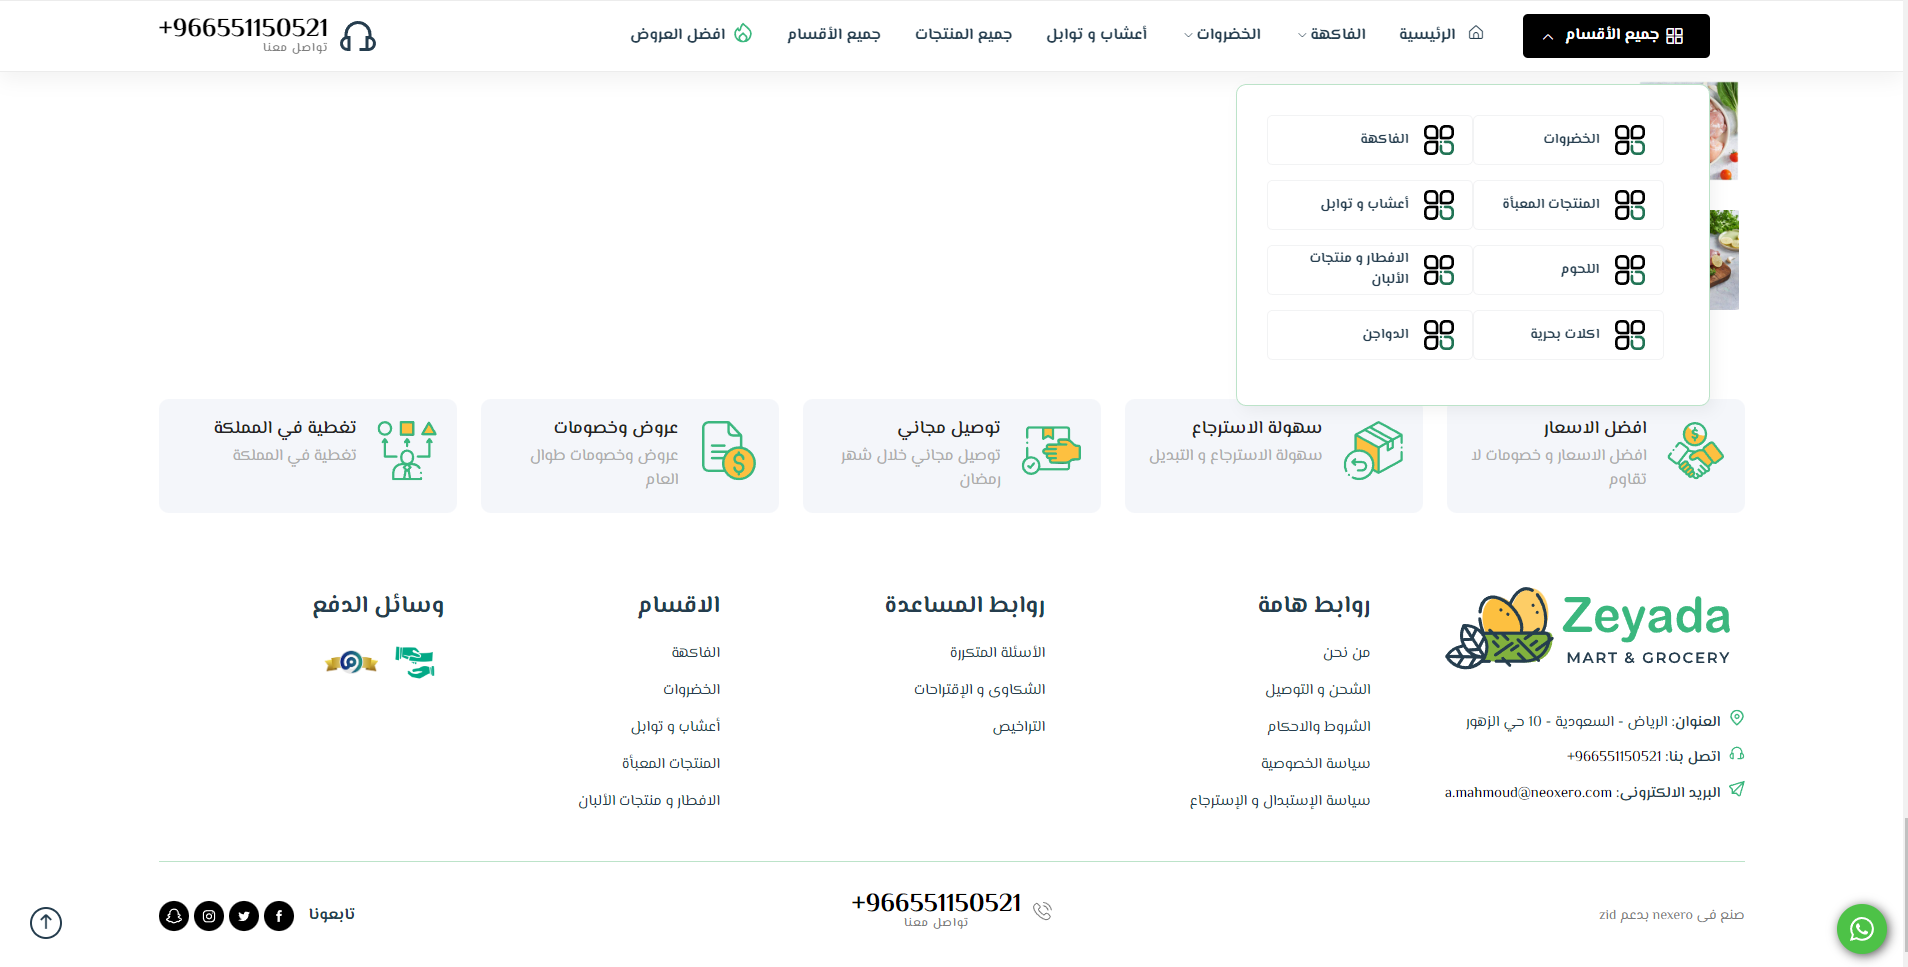 جميع الأقسام
الرئيسية
الفاكهة
الخضروات
أعشاب و توابل
جميع المنتجات
جميع الأقسام
افضل العروض
+966551150521
تواصل معنا
الخضروات
الفاكهة
المنتجات المعبأة
أعشاب و توابل
اللحوم
الافطار و منتجات
الألبان
اكلات بحرية
الدواجن
افضل الاسعار
افضل الاسعار و خصومات لا
تقاوم
سهولة الاسترجاع
سهولة الاسترجاع و التبديل
توصيل مجاني
توصيل مجاني خلال شهر
رمضان
عروض وخصومات
عروض وخصومات طوال
العام
تغطية في المملكة
تغطية في المملكة
Zeyada
MART & GROCERY
العنوان: الرياض - السعودية - 10 حي الزهور
اتصل بنا: 966551150521+
البريد الالكترونى: a.mahmoud@neoxero.com
روابط هامة
من نحن
الشحن و التوصيل
الشروط والاحكام
سياسة الخصوصية
سياسة الإستبدال و الإسترجاع
روابط المساعدة
الأسئلة المتكررة
الشكاوى و الإقتراحات
التراخيص
الاقسام
الفاكهة
الخضروات
أعشاب و توابل
المنتجات المعبأة
الافطار و منتجات الألبان
وسائل الدفع
صنع فى nexero بدعم zid
+966551150521
تواصل معنا
تابعونا